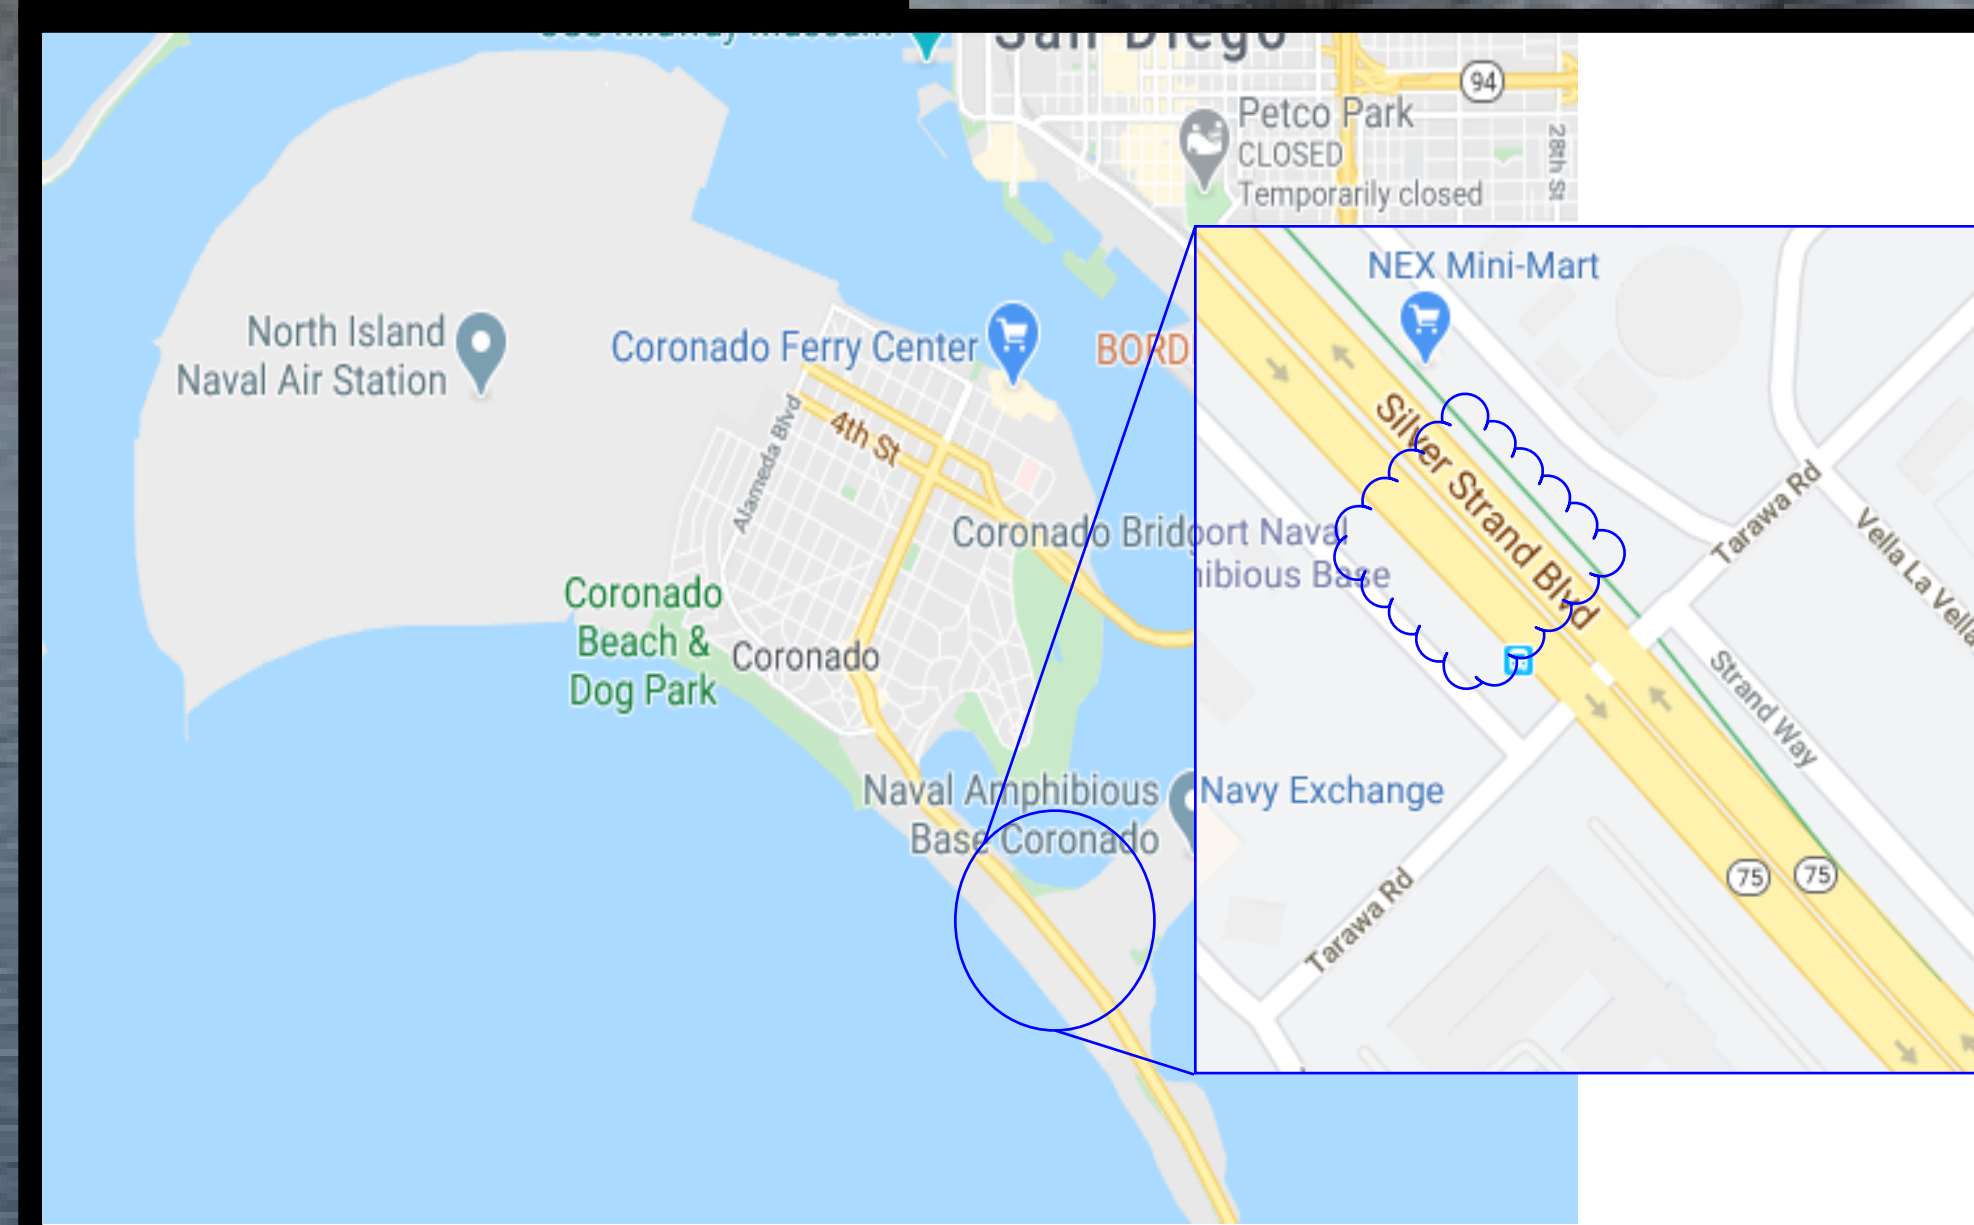 San Diego
94
Petco Park
CLOSED
Temporarily closed
28th St
North Island
Naval Air Station
Coronado Ferry Center
BORD
Alameda Blvd
4th St
Coronado
Beach &
Dog Park
Coronado
Naval Amphibious
Base Coronado
NEX Mini-Mart
Silver Strand Blvd
Tarawa Rd
Vella La Vella
Strand Way
Coronado Bridport Naval
hibious Base
Navy Exchange
Tarawa Rd
75
75